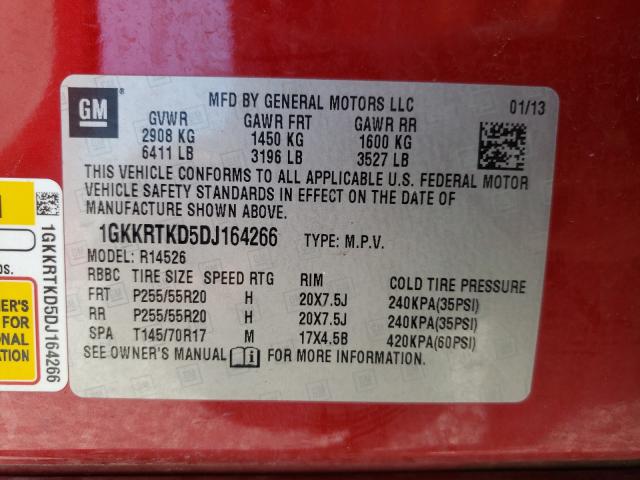 GM
MFD BY GENERAL MOTORS LLC
01/13
GVWR GAWR FRT GAWR RR
2908 KG 1450 KG 1600 KG
6411 LB 3196 LB 3527 LB
THIS VEHICLE CONFORMS TO ALL APPLICABLE U.S. FEDERAL MOTOR
VEHICLE SAFETY STANDARDS IN EFFECT ON THE DATE OF
MANUFACTURE SHOWN ABOVE.
1GKKRTKD5DJ164266 TYPE: M.P.V.
MODEL: R14526
RBBC TIRE SIZE SPEED RTG RIM COLD TIRE PRESSURE
FRT P255/55R20 H 20X7.5J 240KPA(35PSI)
RR P255/55R20 H 20X7.5J 240KPA(35PSI)
SPA T145/70R17 M 17X4.5B 420KPA(60PSI)
SEE OWNER'S MANUAL FOR MORE INFORMATION.
1GKKRTKD5DJ164266
FOR